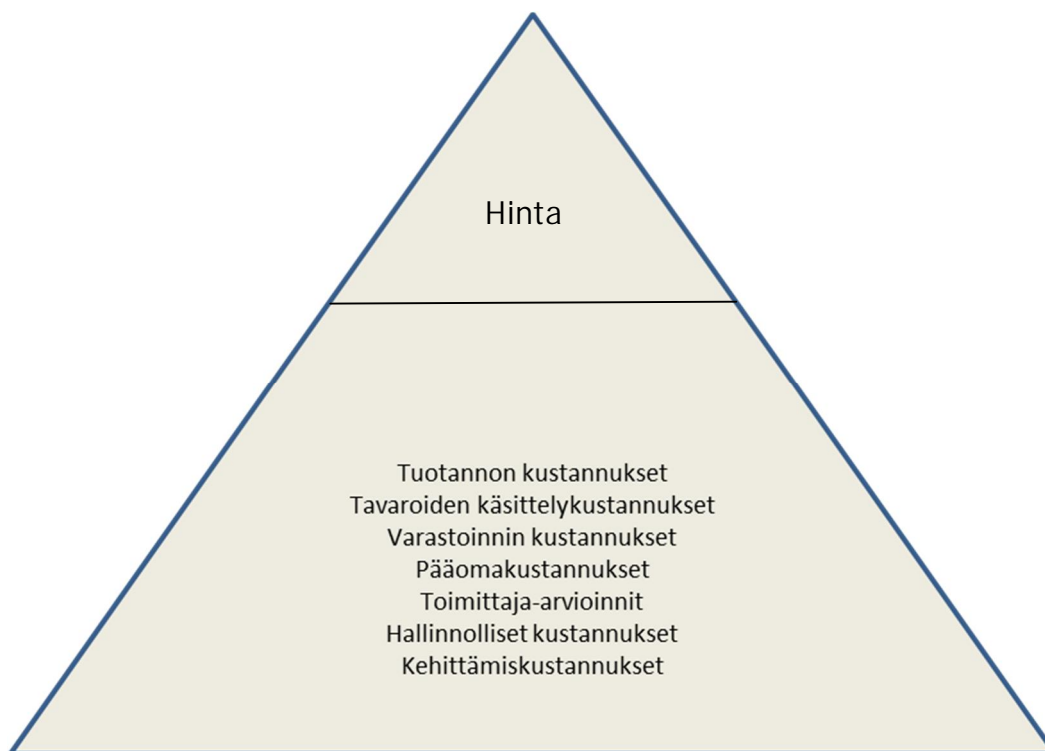 Hinta
Tuotannon kustannukset
Tavaroiden käsittelykustannukset
Varastoinnin kustannukset
Pääomakustannukset
Toimittaja-arvioinnit
Hallinnolliset kustannukset
Kehittämiskustannukset